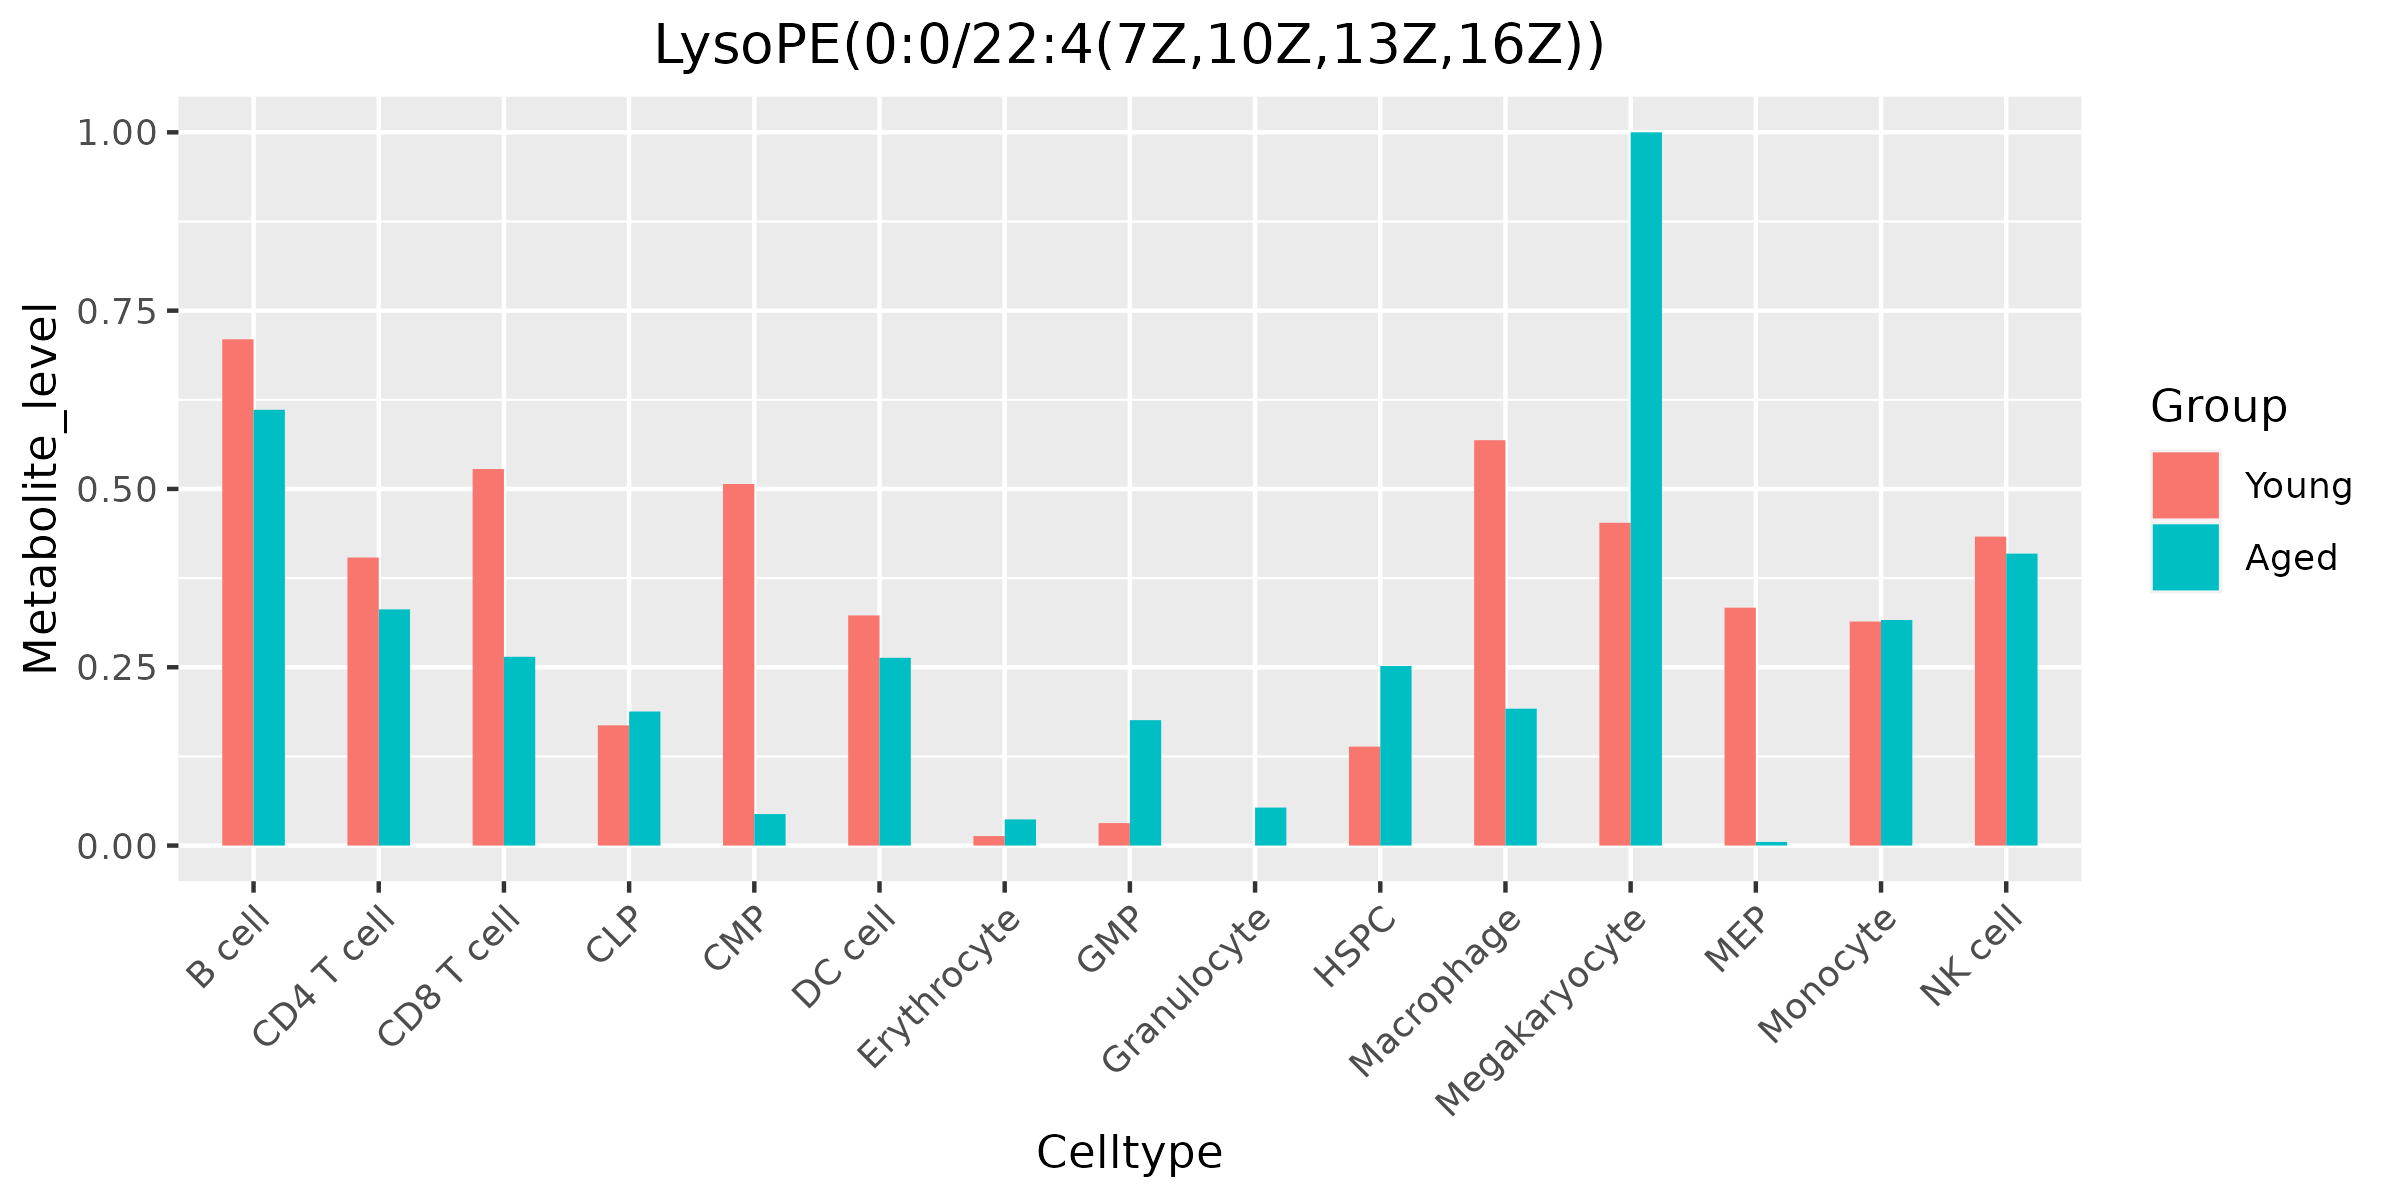 LysoPE(0:0/22:4(7Z,10Z,13Z,16Z))
Metabolite_level
1.00
0.75
0.50
0.25
0.00
B cell
CD4 T cell
CD8 T cell
CLP
CMP
DC cell
Erythrocyte
GMP
Granulocyte
HSPC
Macrophage
Megakaryocyte
MEP
Monocyte
NK cell
Celltype
Group
Young
Aged